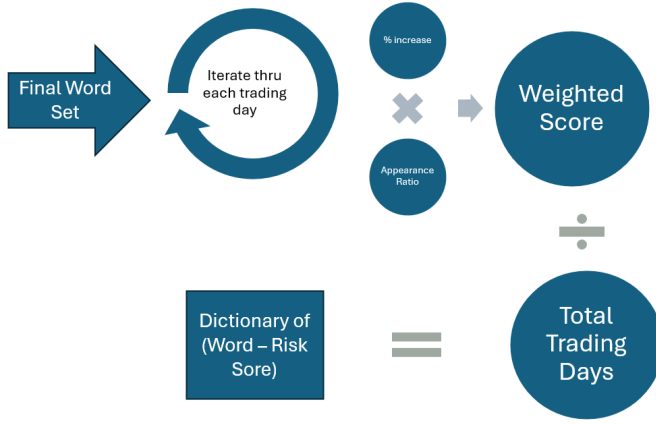 Final Word
Set
Iterate thru
each trading
day
% increase
Appearance
Ratio
Weighted
Score
Dictionary of
(Word – Risk
Sore)
Total
Trading
Days